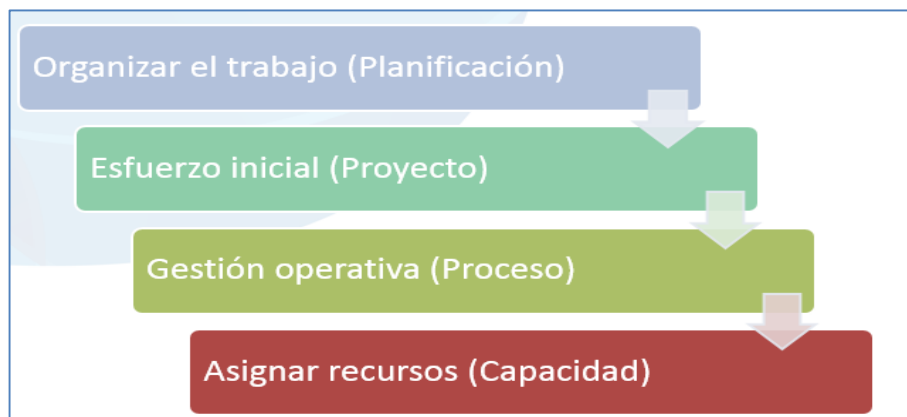 Organizar el trabajo (Planificación)
Esfuerzo inicial (Proyecto)
Gestión operativa (Proceso)
Asignar recursos (Capacidad)